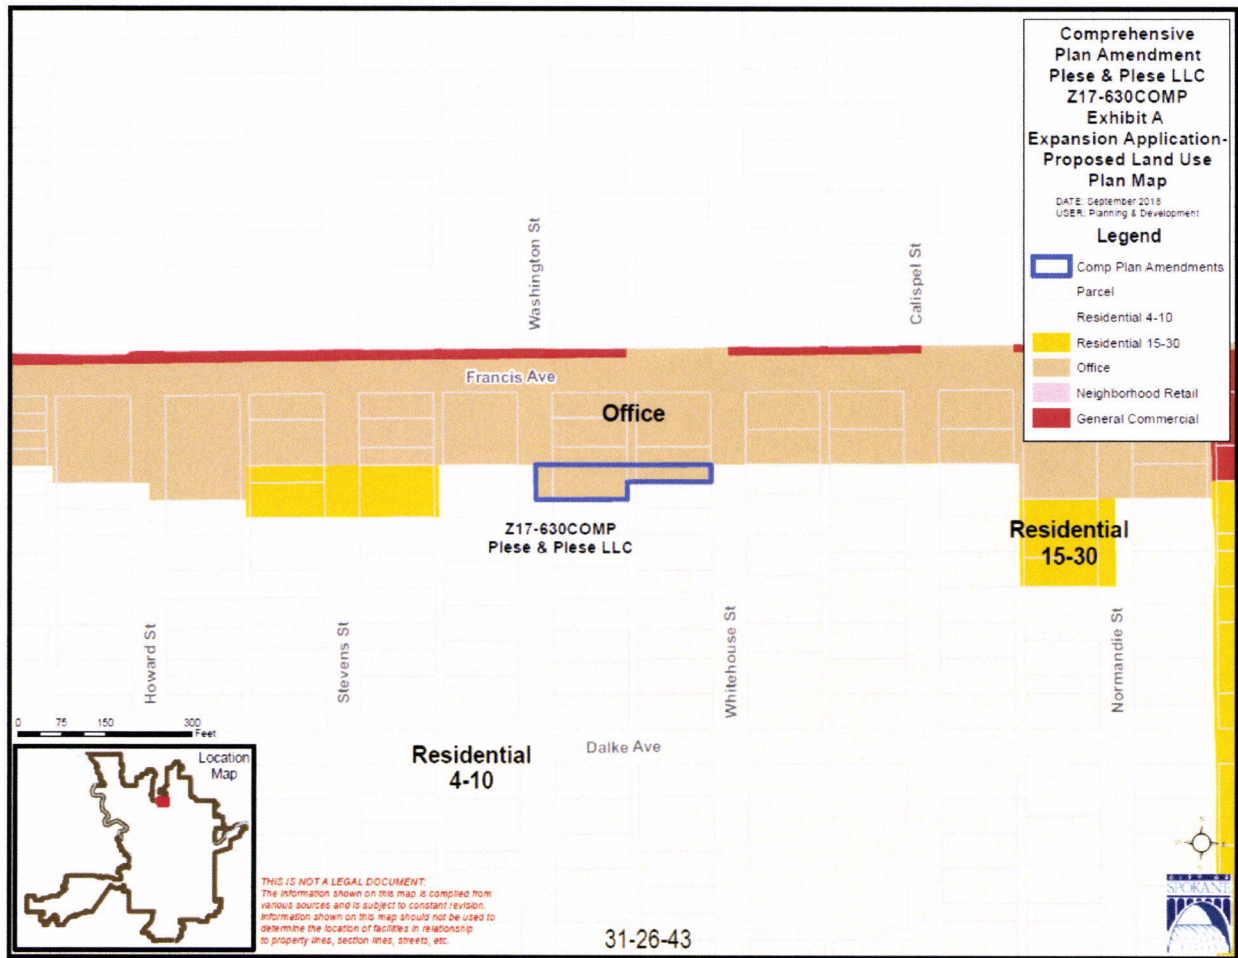 Comprehensive
Plan Amendment
Plese & Plese LLC
Z17-630COMP
Exhibit A
Expansion Application-
Proposed Land Use
Plan Map
DATE: September 2018
USER: Planning & Development
Legend
Comp Plan Amendments
Parcel
Residential 4-10
Residential 15-30
Office
Neighborhood Retail
General Commercial
Washington St
Calispel St
Francis Ave
Office
Z17-630COMP
Plese & Plese LLC
Residential
15-30
Howard St
Stevens St
Whitehouse St
Normandie St
0 75 150 300
Feet
Dalke Ave
Residential
4-10
Location
Map
THIS IS NOT A LEGAL DOCUMENT:
The information shown on this map is compiled from
various sources and is subject to constant revision.
Information shown on this map should not be used to
determine the location of facilities in relationship
to property lines, section lines, streets, etc.
31-26-43
CITY OF
SPOKANE